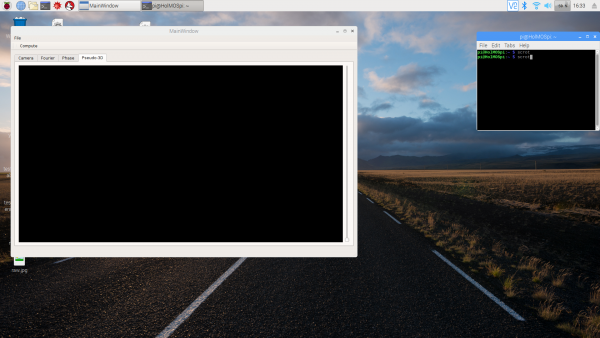 MainWindow
pi@HolMOSpi: ~
16:33
MainWindow
File
Compute
Camera Fourier Phase Pseudo-3D
pi@HolMOSpi: ~
File Edit Tabs Help
pi@HolMOSpi:~ $ scrot
pi@HolMOSpi:~ $ scrot
raw.jpg